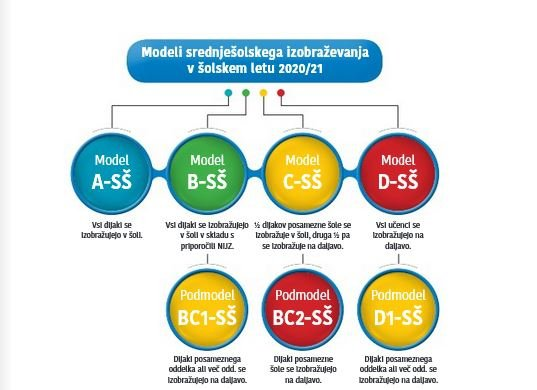 Modeli srednješolskega izobraževanja
v šolskem letu 2020/21
Model
A-SŠ
Model
B-SŠ
Model
C-SŠ
Model
D-SŠ
Vsi dijaki se
izobražujejo v šoli.
Vsi dijaki se izobražujejo
v šoli v skladu s
priporočili NIJZ.
½ dijakov posamezne šole se
izobražuje v šoli, druga ½ pa
se izobražuje na daljavo.
Vsi učenci se
izobražujejo na
daljavo.
Podmodel
BC1-SŠ
Podmodel
BC2-SŠ
Podmodel
D1-SŠ
Dijaki posameznega
oddelka ali več odd. se
izobražujejo na daljavo.
Dijaki posamezne
šole se izobražujejo
na daljavo.
Dijaki posameznega
oddelka ali več odd. se
izobražujejo na daljavo.